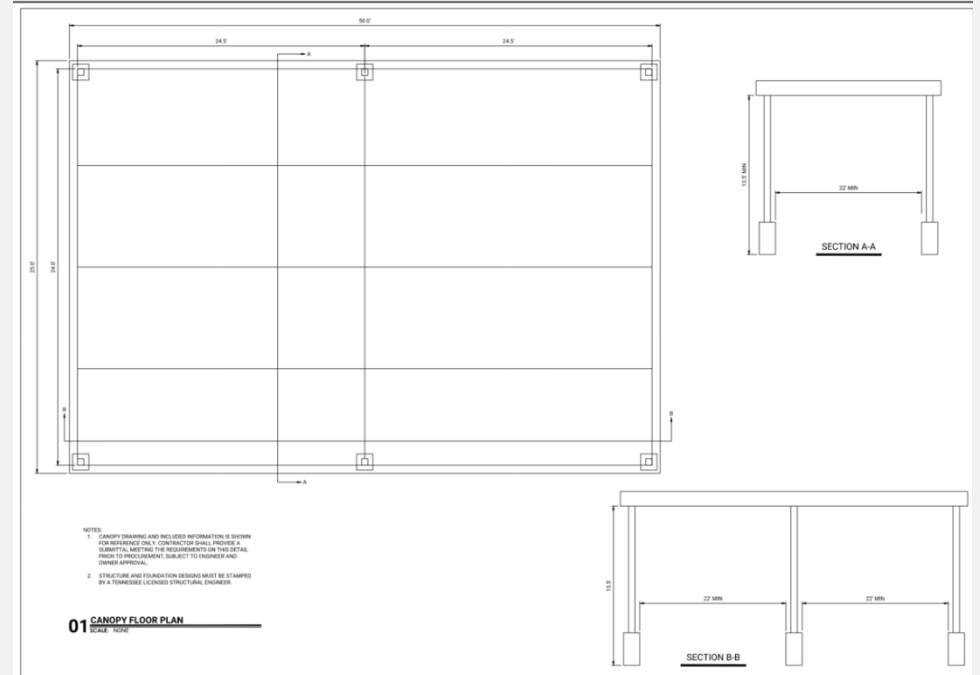 50.0'
24.5'
24.5'
A
25.0'
24.0'
B
B
A
13.5' MIN
22' MIN
SECTION A-A
NOTES:
1. CANOPY DRAWING AND INCLUDED INFORMATION IS SHOWN
FOR REFERENCE ONLY. CONTRACTOR SHALL PROVIDE A
SUBMITTAL MEETING THE REQUIREMENTS ON THIS DETAIL
PRIOR TO PROCUREMENT, SUBJECT TO ENGINEER AND
OWNER APPROVAL.
2. STRUCTURE AND FOUNDATION DESIGNS MUST BE STAMPED
BY A TENNESSEE LICENSED STRUCTURAL ENGINEER.
01 CANOPY FLOOR PLAN
SCALE: NONE
13.5'
22' MIN
22' MIN
SECTION B-B